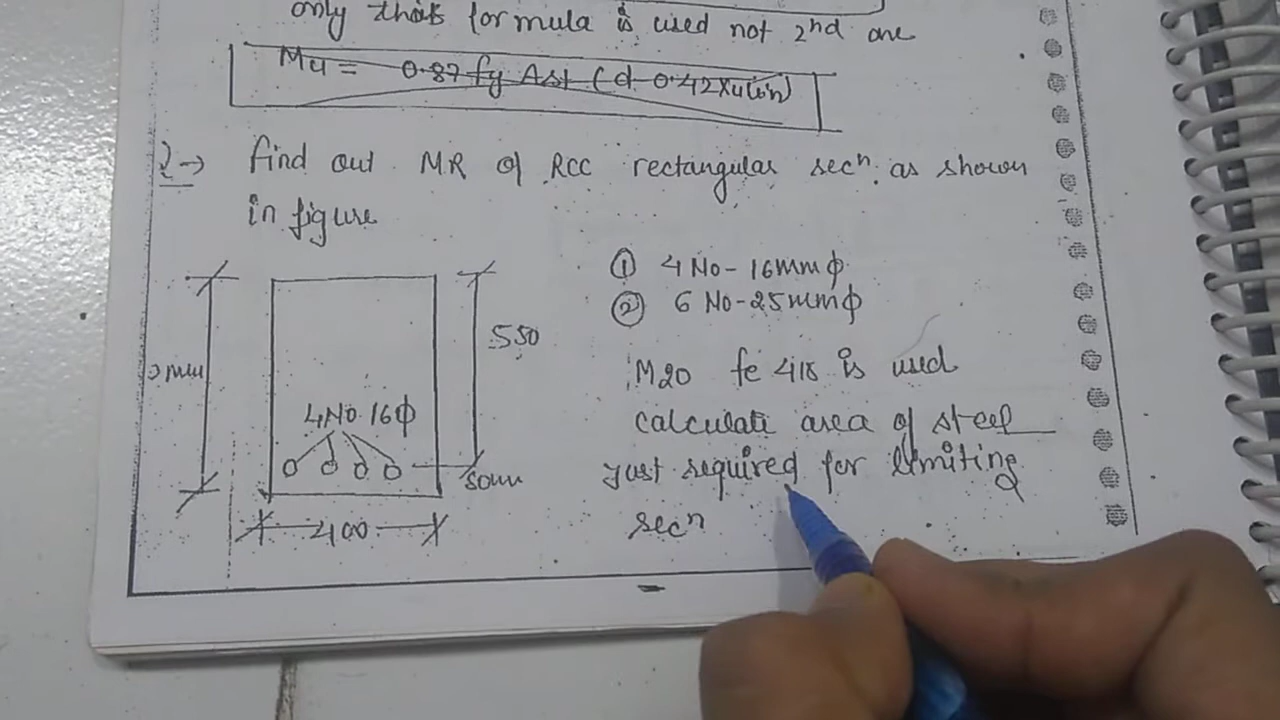 only that formula is used not 2nd one
Mu = 0.87 fy Ast (d - 0.42 Xulim)
2→ find out MR of RCC rectangular secⁿ. as shown
in figure
① 4 No - 16mm ϕ
② 6 No - 25mm ϕ
550
M20 fe 415 is used
4 NO. 16ϕ
calculate area of steel
just required for limiting
50mm
secⁿ
400